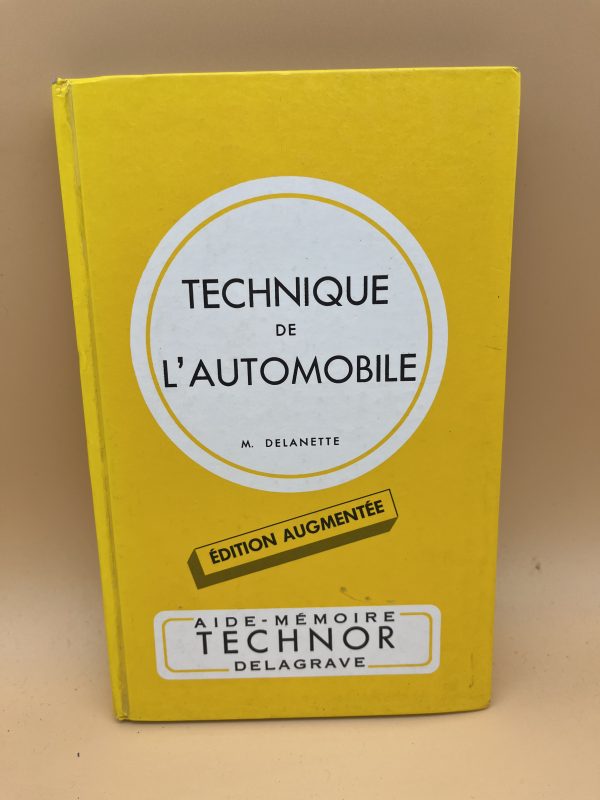 TECHNIQUE
DE
L'AUTOMOBILE
M. DELANETTE
ÉDITION AUGMENTÉE
AIDE-MÉMOIRE
TECHNOR
DELAGRAVE